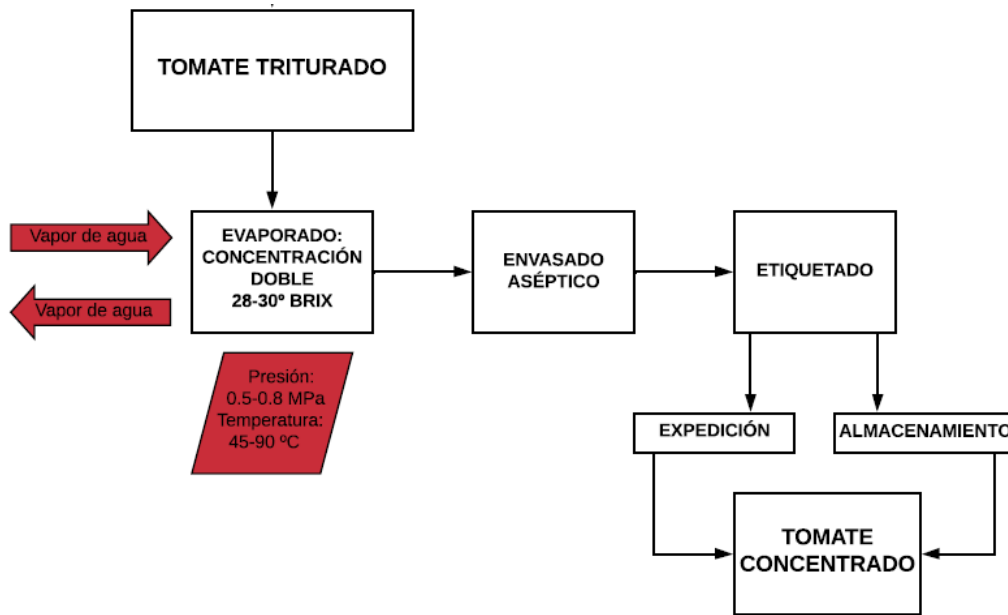 TOMATE TRITURADO
Vapor de agua
Vapor de agua
EVAPORADO:
CONCENTRACIÓN
DOBLE
28-30º BRIX
Presión:
0.5-0.8 MPa
Temperatura:
45-90 ºC
ENVASADO
ASÉPTICO
ETIQUETADO
EXPEDICIÓN
ALMACENAMIENTO
TOMATE
CONCENTRADO